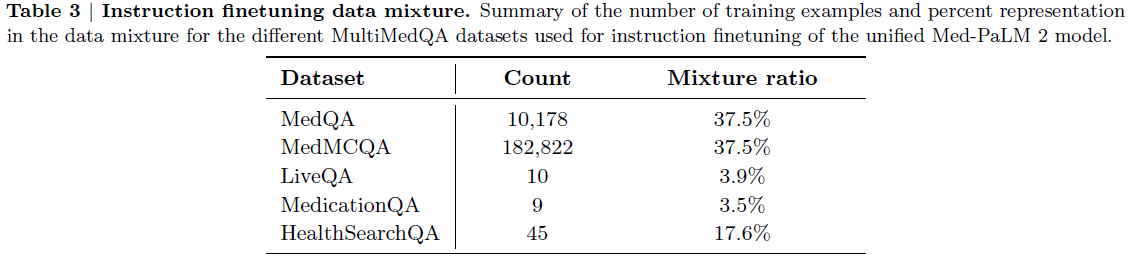 Table 3 | Instruction finetuning data mixture. Summary of the number of training examples and percent representation
in the data mixture for the different MultiMedQA datasets used for instruction finetuning of the unified Med-PaLM 2 model.
Dataset Count Mixture ratio
MedQA 10,178 37.5%
MedMCQA 182,822 37.5%
LiveQA 10 3.9%
MedicationQA 9 3.5%
HealthSearchQA 45 17.6%